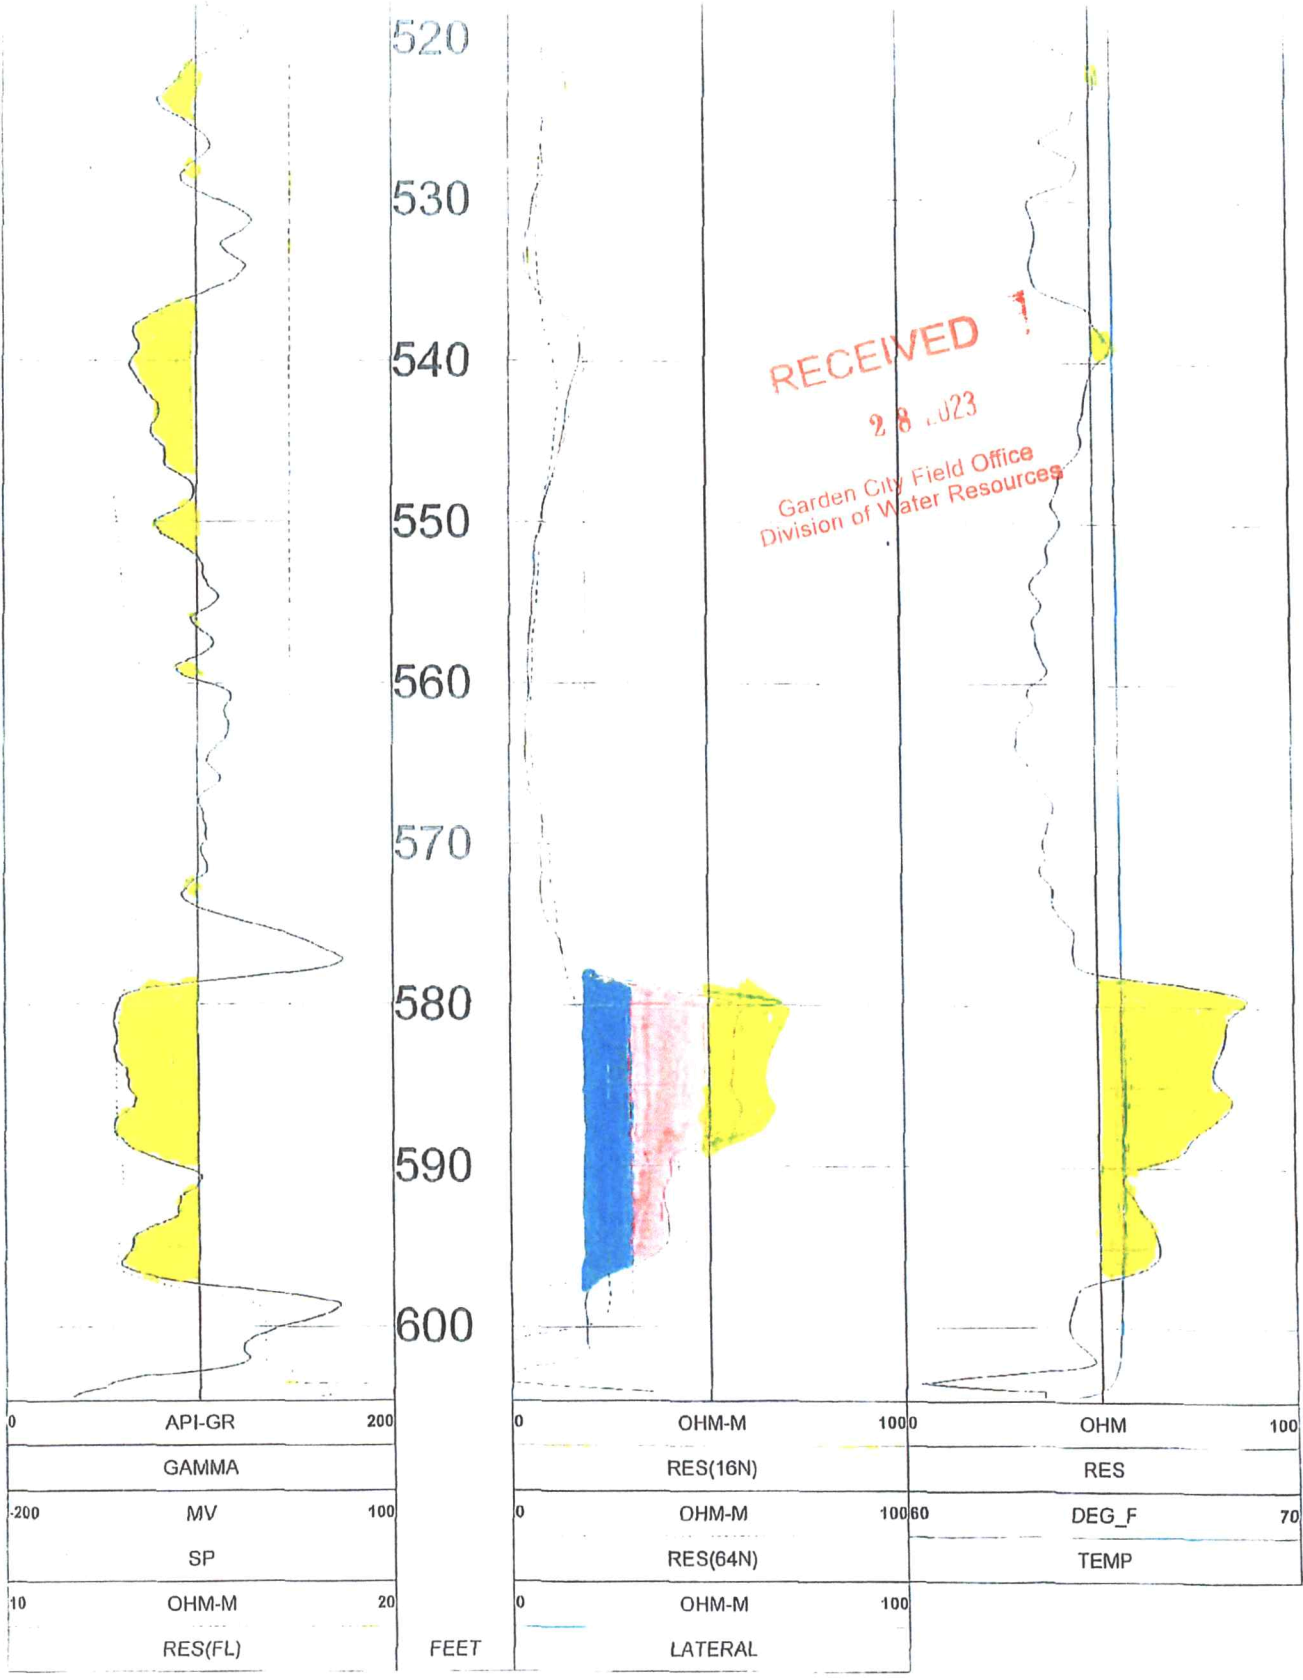 520
530
540
RECEIVED
28 2023
Garden City Field Office
Division of Water Resources
550
560
570
580
590
600
0 API-GR 200
0 OHM-M 100
0 OHM 100
GAMMA
RES(16N)
RES
-200 MV 100
0 OHM-M 100
60 DEG_F 70
SP
RES(64N)
TEMP
10 OHM-M 20
0 OHM-M 100
RES(FL)
FEET
LATERAL